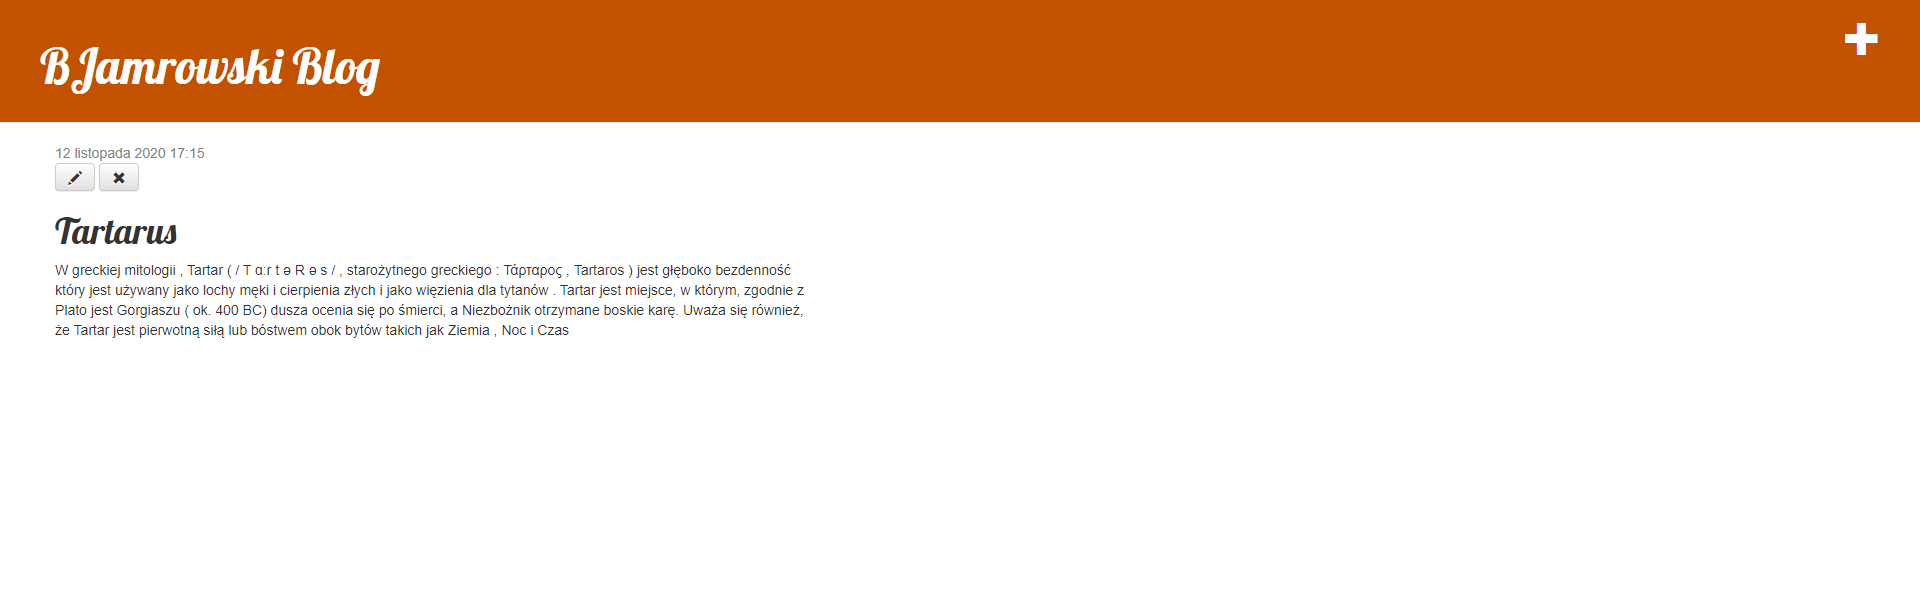 BJamrowski Blog
12 listopada 2020 17:15
Tartarus
W greckiej mitologii , Tartar ( / T ɑːr t ə R ə s / , starożytnego greckiego : Τάρταρος , Tartaros ) jest głęboko bezdenność
który jest używany jako lochy męki i cierpienia złych i jako więzienia dla tytanów . Tartar jest miejsce, w którym, zgodnie z
Plato jest Gorgiaszu ( ok. 400 BC) dusza ocenia się po śmierci, a Niezbożnik otrzymane boskie karę. Uważa się również,
że Tartar jest pierwotną siłą lub bóstwem obok bytów takich jak Ziemia , Noc i Czas